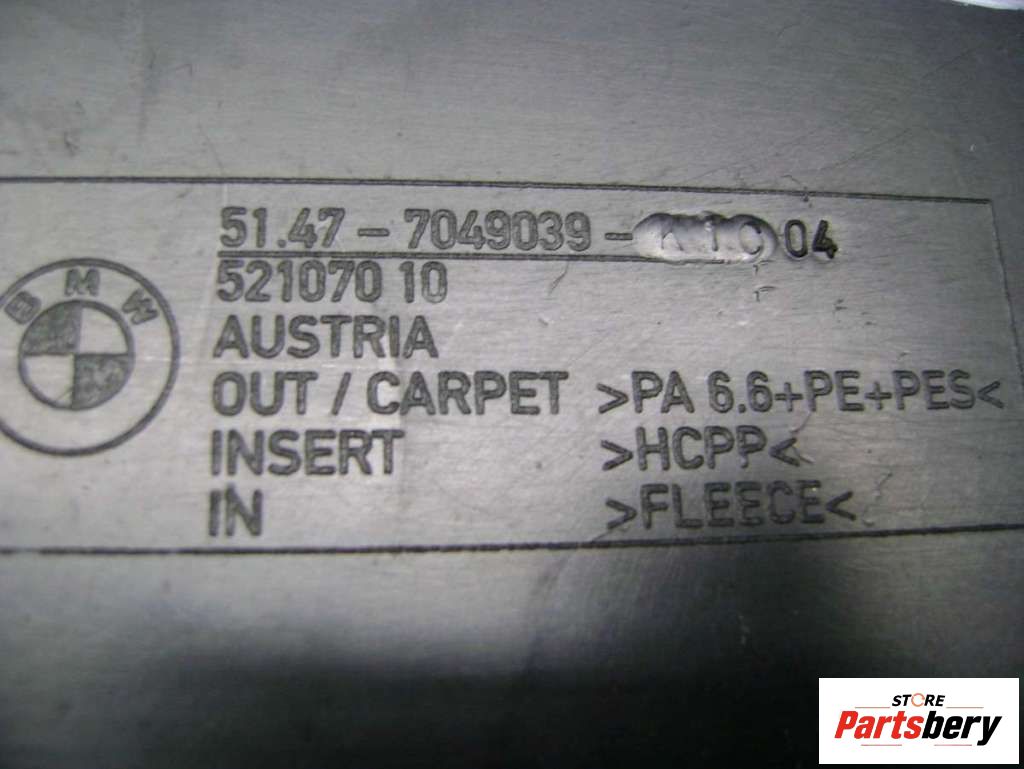 51.47 - 7049039 - KTC 04
521070 10
BMW
AUSTRIA
OUT / CARPET >PA 6.6+PE+PES<
INSERT >HCPP<
IN >FLEECE<
STORE
Partsbery